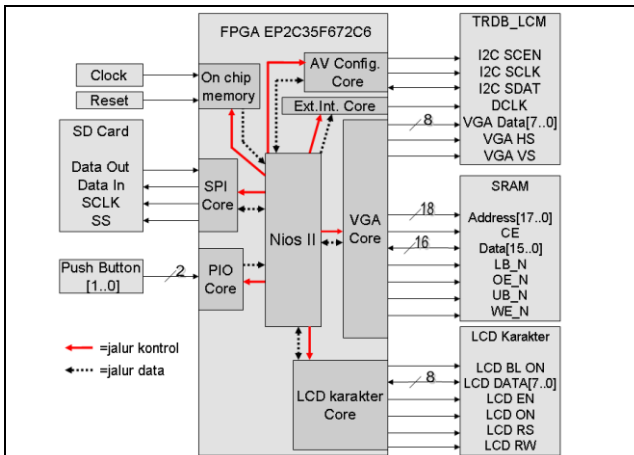 FPGA EP2C35F672C6
Clock
Reset
On chip
memory
AV Config.
Core
Ext.Int. Core
SD Card
Data Out
Data In
SCLK
SS
SPI
Core
Nios II
VGA
Core
Push Button
[1..0]
2
PIO
Core
LCD karakter
Core
=jalur kontrol
=jalur data
TRDB_LCM
I2C SCEN
I2C SCLK
I2C SDAT
DCLK
8
VGA Data[7..0]
VGA HS
VGA VS
SRAM
18
Address[17..0]
CE
16
Data[15..0]
LB_N
OE_N
UB_N
WE_N
LCD Karakter
LCD BL ON
8
LCD DATA[7..0]
LCD EN
LCD ON
LCD RS
LCD RW